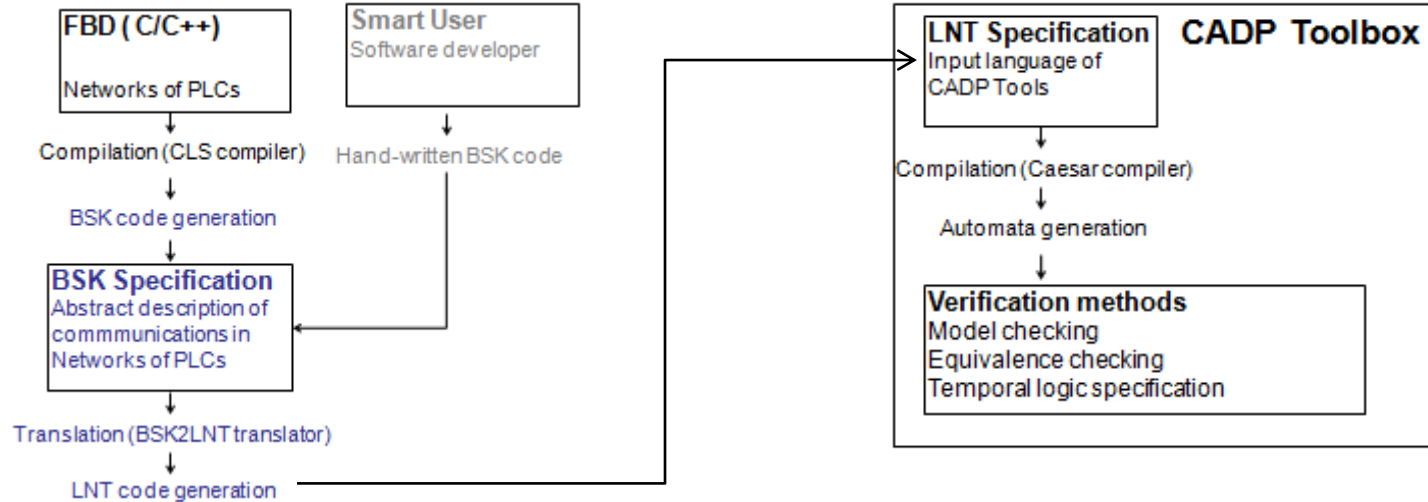 FBD ( C/C++)
Networks of PLCs
Compilation (CLS compiler)
BSK code generation
BSK Specification
Abstract description of
commmunications in
Networks of PLCs
Translation (BSK2LNT translator)
LNT code generation
Smart User
Software developer
Hand-written BSK code
CADP Toolbox
LNT Specification
Input language of
CADP Tools
Compilation (Caesar compiler)
Automata generation
Verification methods
Model checking
Equivalence checking
Temporal logic specification